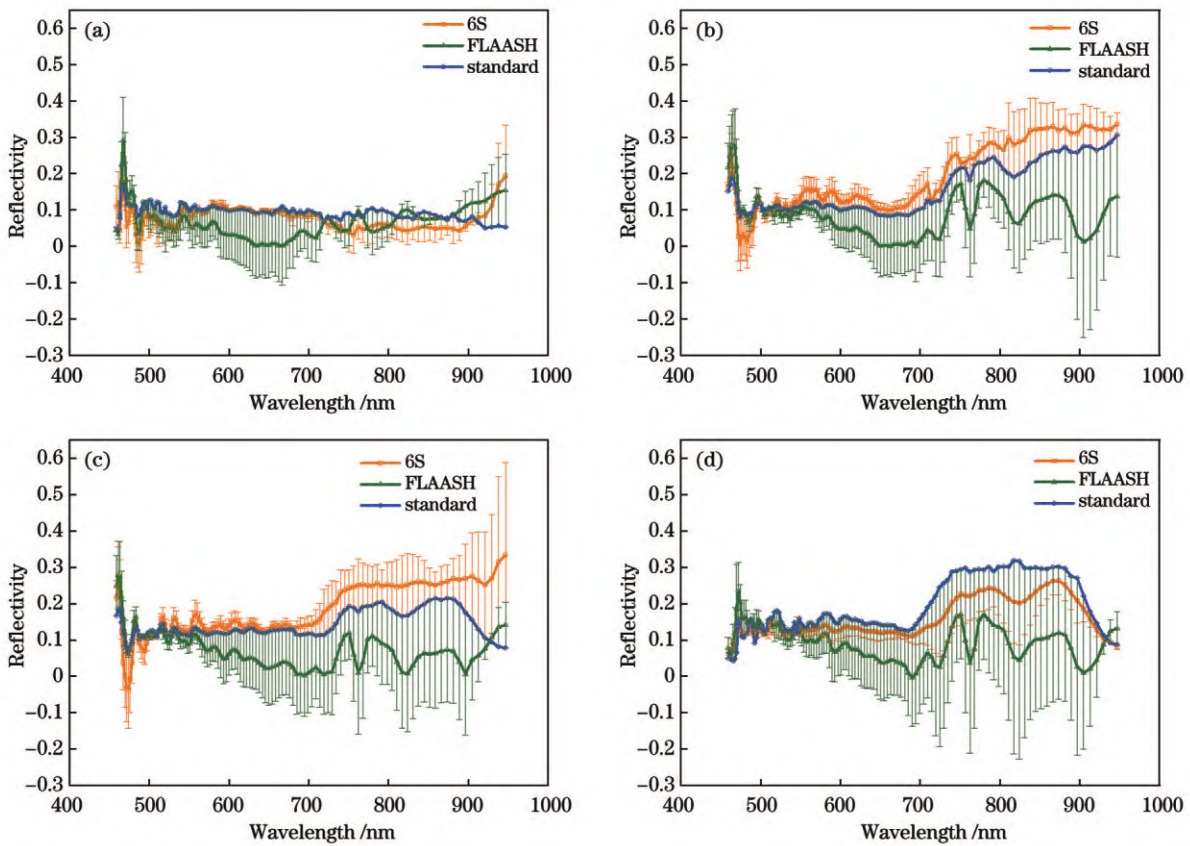 (a)
6S
FLAASH
standard
0.6
0.5
0.4
0.3
0.2
0.1
0
−0.1
−0.2
−0.3
Reflectivity
400
500
600
700
800
900
1000
Wavelength /nm
(b)
6S
FLAASH
standard
0.6
0.5
0.4
0.3
0.2
0.1
0
−0.1
−0.2
−0.3
Reflectivity
400
500
600
700
800
900
1000
Wavelength /nm
(c)
6S
FLAASH
standard
0.6
0.5
0.4
0.3
0.2
0.1
0
−0.1
−0.2
−0.3
Reflectivity
400
500
600
700
800
900
1000
Wavelength /nm
(d)
6S
FLAASH
standard
0.6
0.5
0.4
0.3
0.2
0.1
0
−0.1
−0.2
−0.3
Reflectivity
400
500
600
700
800
900
1000
Wavelength /nm